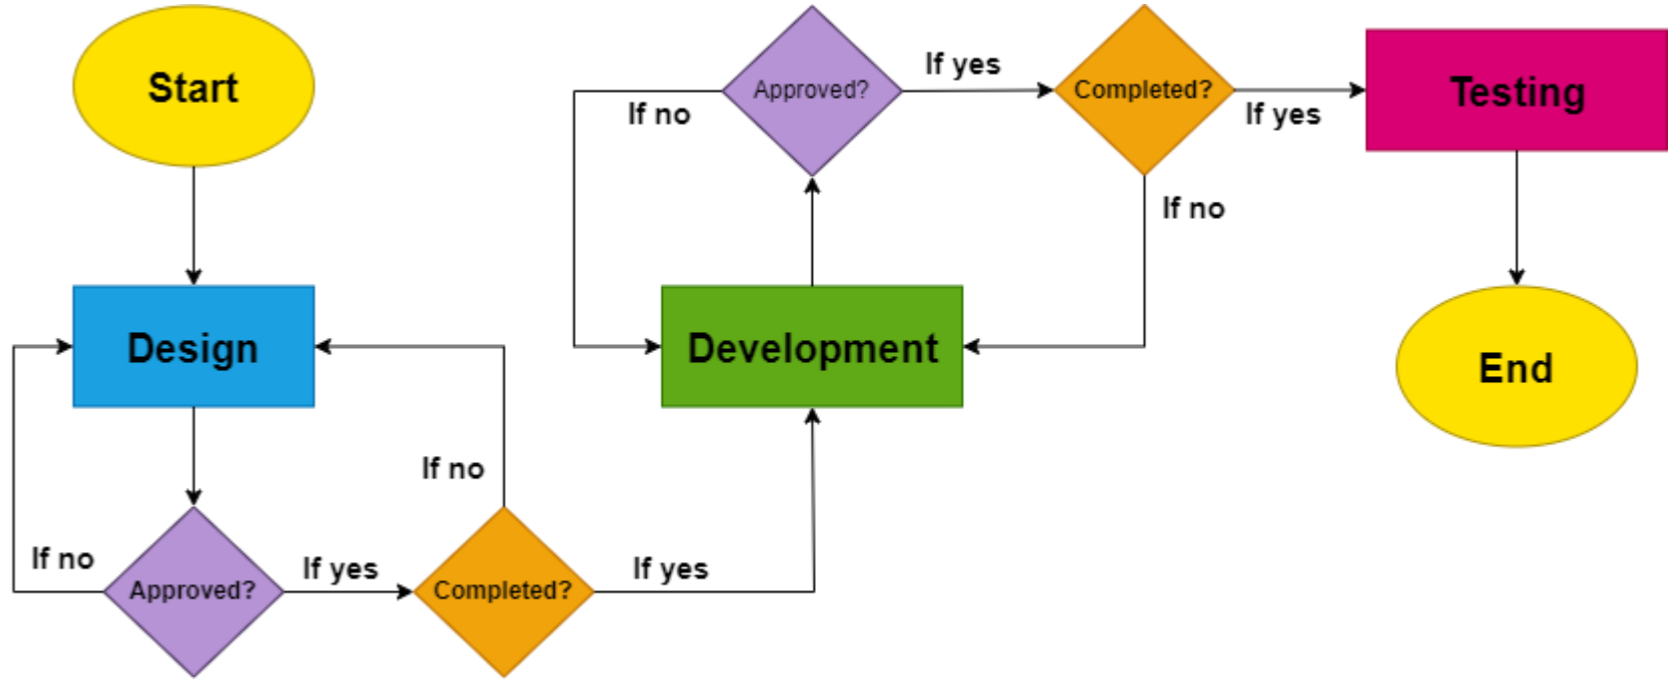 Start
Design
If no
Approved?
If yes
Completed?
If no
If yes
Development
If no
Approved?
If yes
Completed?
If no
If yes
Testing
End